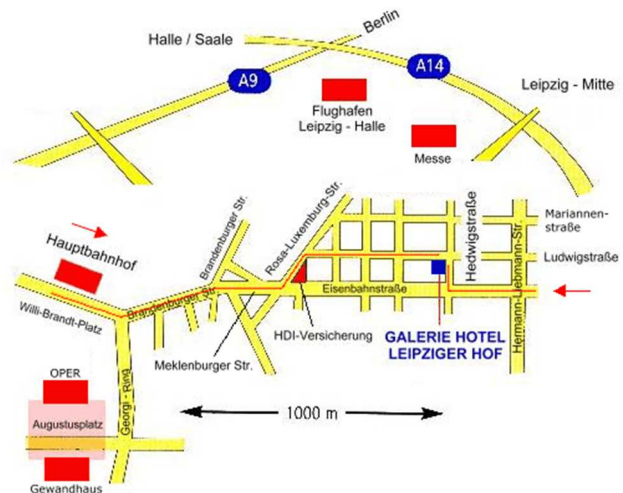 Berlin
Halle / Saale
A9
A14
Flughafen
Leipzig - Halle
Leipzig - Mitte
Messe
Hauptbahnhof
Willi-Brandt-Platz
Brandenburger Str.
Brandenburger Str.
Rosa-Luxemburg-Str.
Hedwigstraße
Hermann-Liebmann-Str.
Mariannen-
straße
Ludwigstraße
Eisenbahnstraße
HDI-Versicherung
Meklenburger Str.
GALERIE HOTEL
LEIPZIGER HOF
OPER
Augustusplatz
Georgi - Ring
Gewandhaus
1000 m